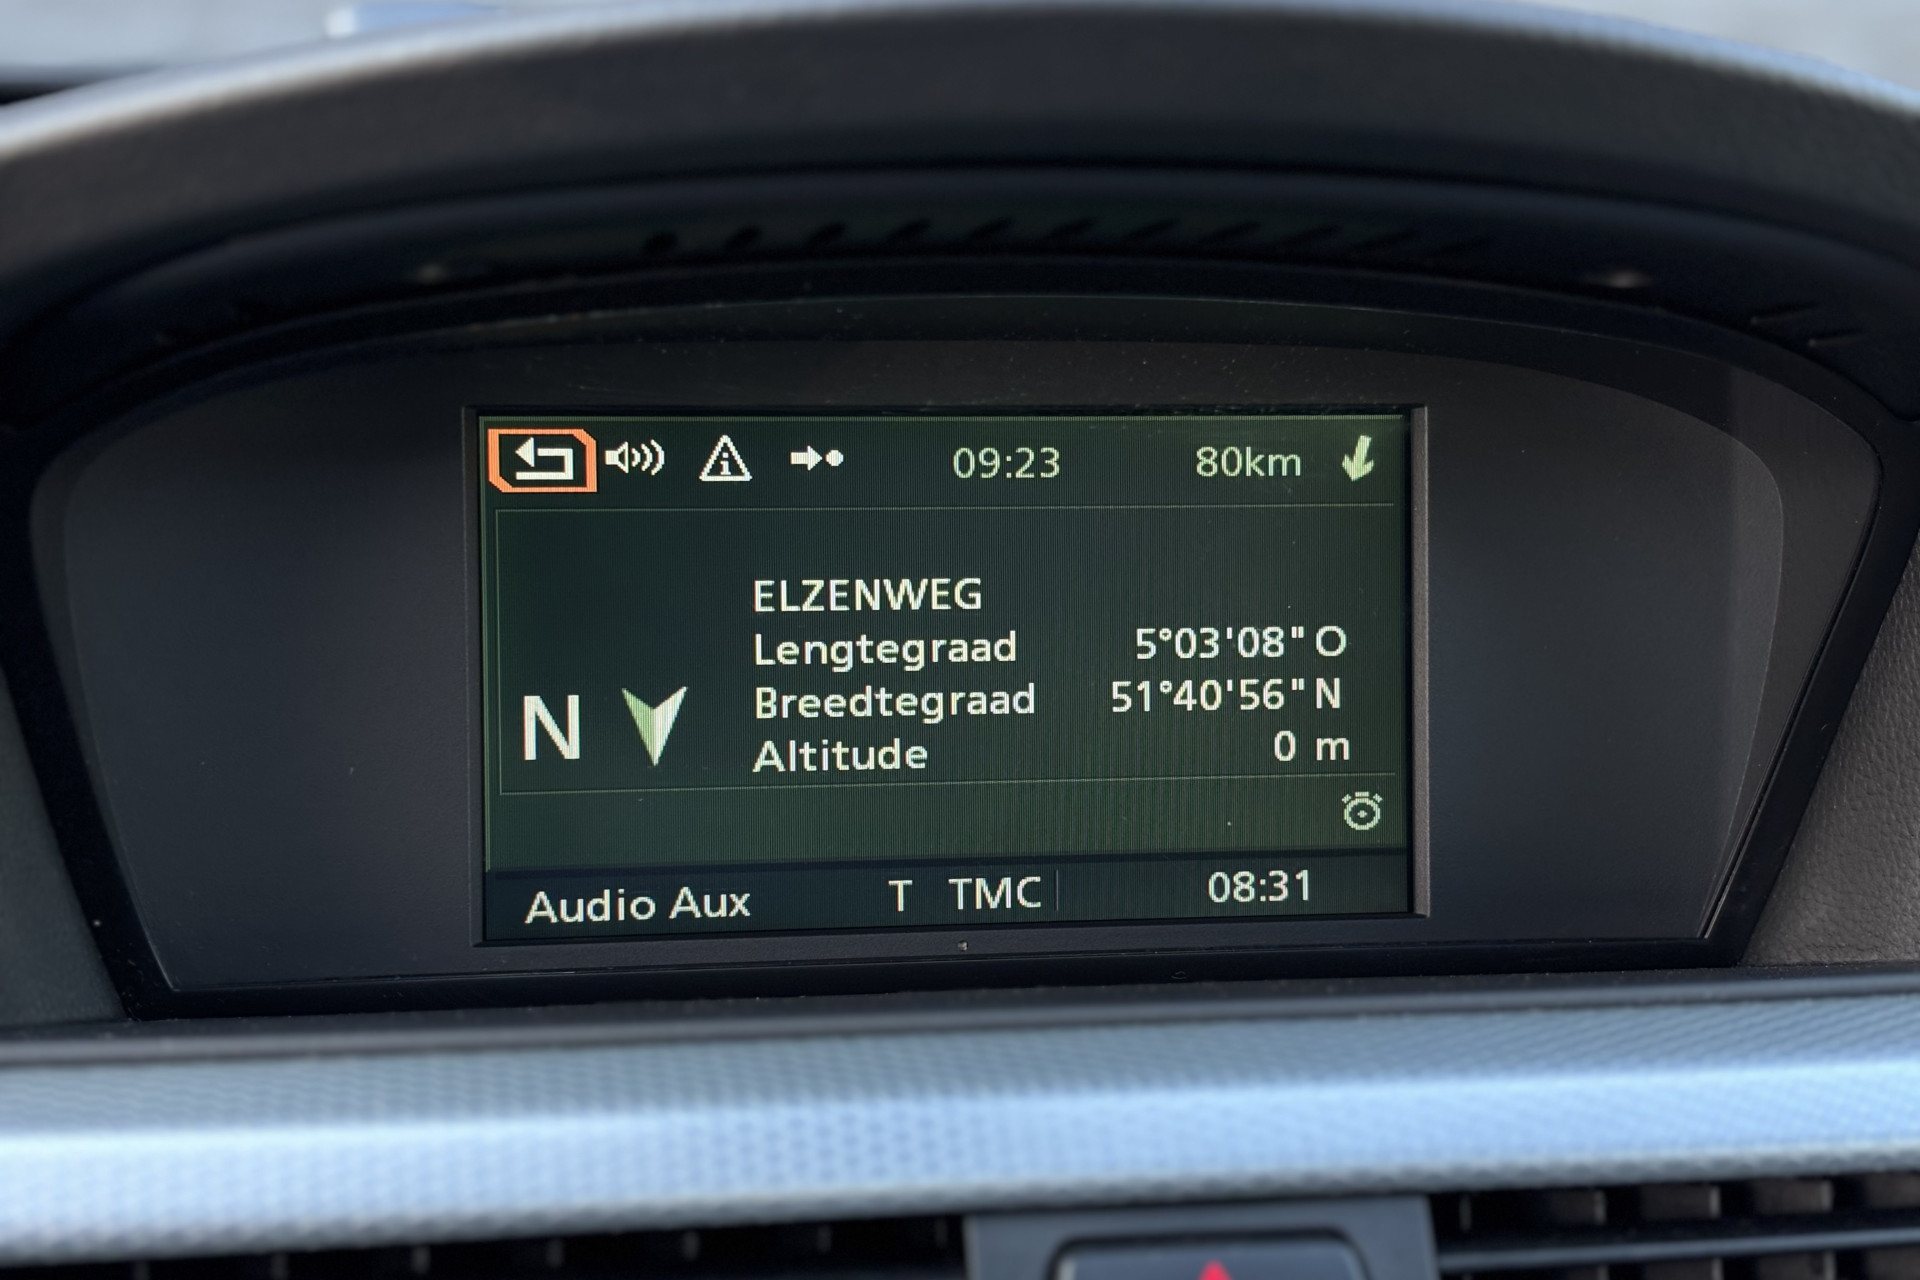 09:23 80km
ELZENWEG
Lengtegraad 5°03'08" O
Breedtegraad 51°40'56" N
N
Altitude 0 m
Audio Aux T TMC 08:31